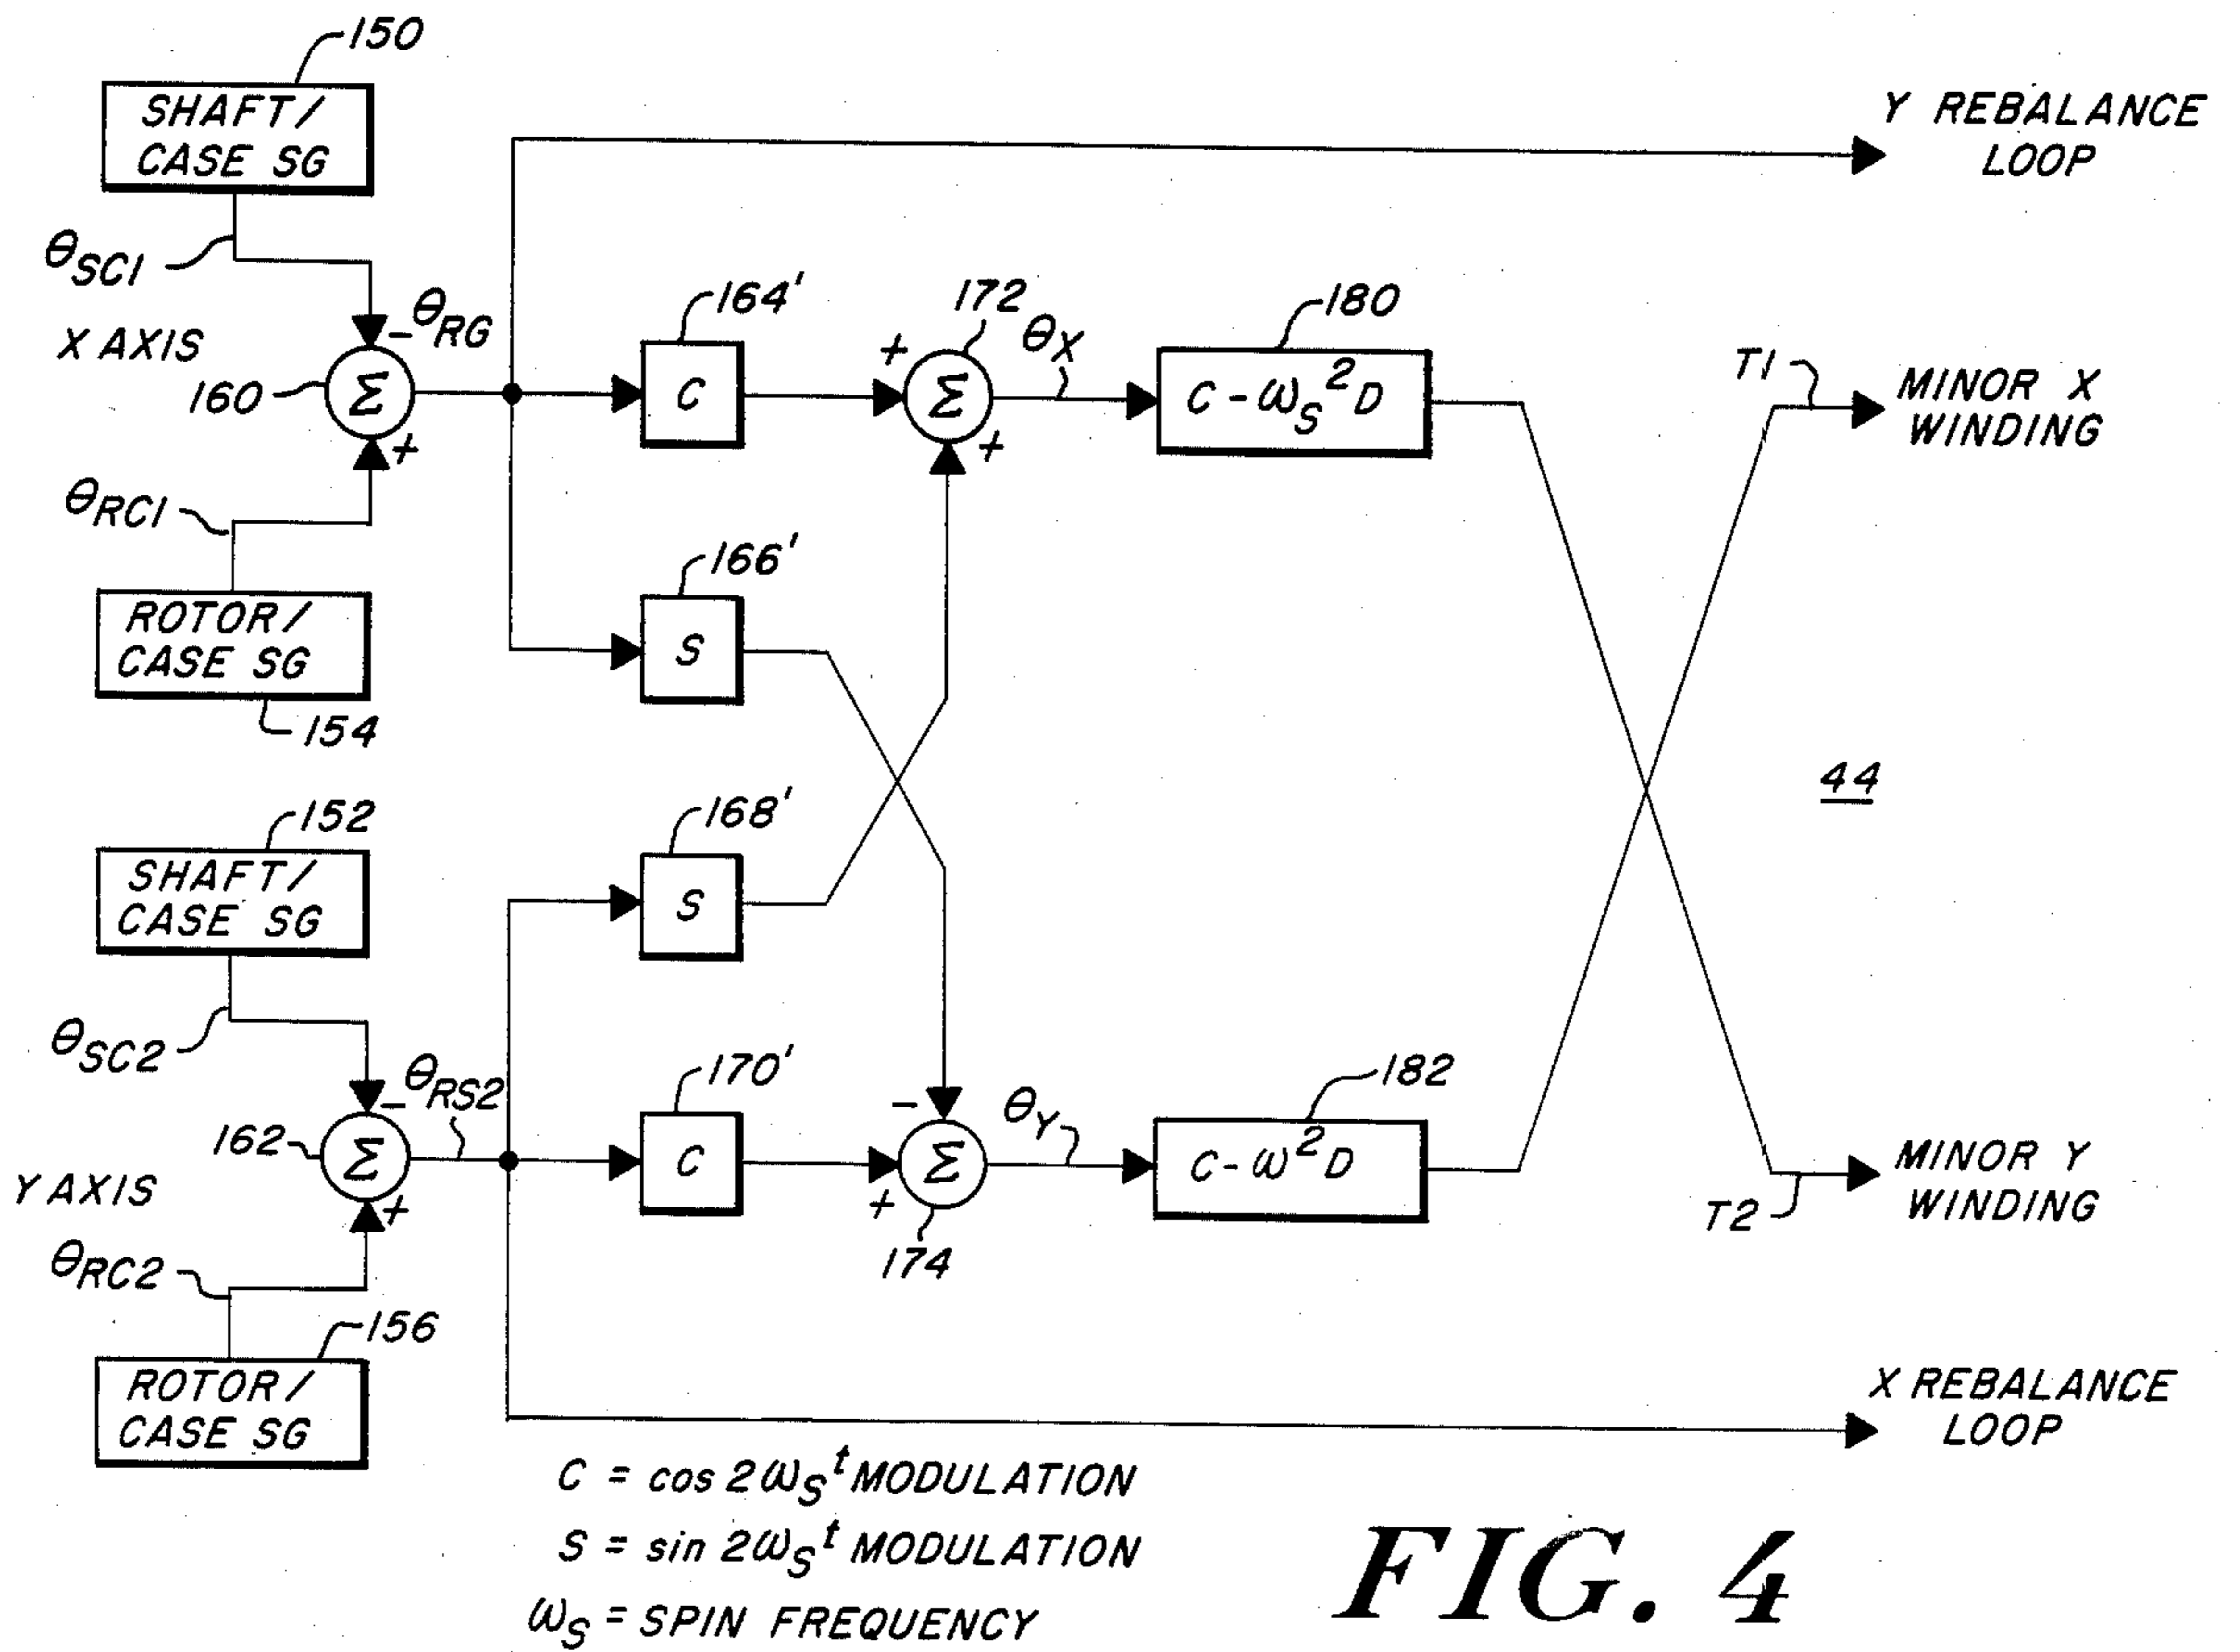 150
SHAFT/
CASE SG
Y REBALANCE
LOOP
θSC1
X AXIS
-
θRG
160
Σ
+
θRC1
164'
C
172
+
Σ
+
θX
180
C-ωS²D
T1
MINOR X
WINDING
ROTOR/
CASE SG
154
166'
S
44
152
SHAFT/
CASE SG
168'
S
θSC2
-
θRS2
162
Σ
+
Y AXIS
θRC2
170'
C
-
Σ
+
174
θY
182
C-ω²D
T2
MINOR Y
WINDING
156
ROTOR/
CASE SG
X REBALANCE
LOOP
C = cos 2ωS t MODULATION
S = sin 2ωS t MODULATION
ωS = SPIN FREQUENCY
FIG. 4